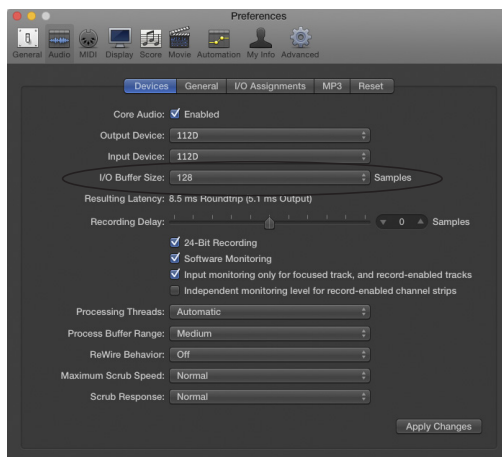 Preferences
General Audio MIDI Display Score Movie Automation My Info Advanced
Devices General I/O Assignments MP3 Reset
Core Audio: Enabled
Output Device: 112D
Input Device: 112D
I/O Buffer Size: 128 Samples
Resulting Latency: 8.5 ms Roundtrip (5.1 ms Output)
Recording Delay: 0 Samples
24-Bit Recording
Software Monitoring
Input monitoring only for focused track, and record-enabled tracks
Independent monitoring level for record-enabled channel strips
Processing Threads: Automatic
Process Buffer Range: Medium
ReWire Behavior: Off
Maximum Scrub Speed: Normal
Scrub Response: Normal
Apply Changes